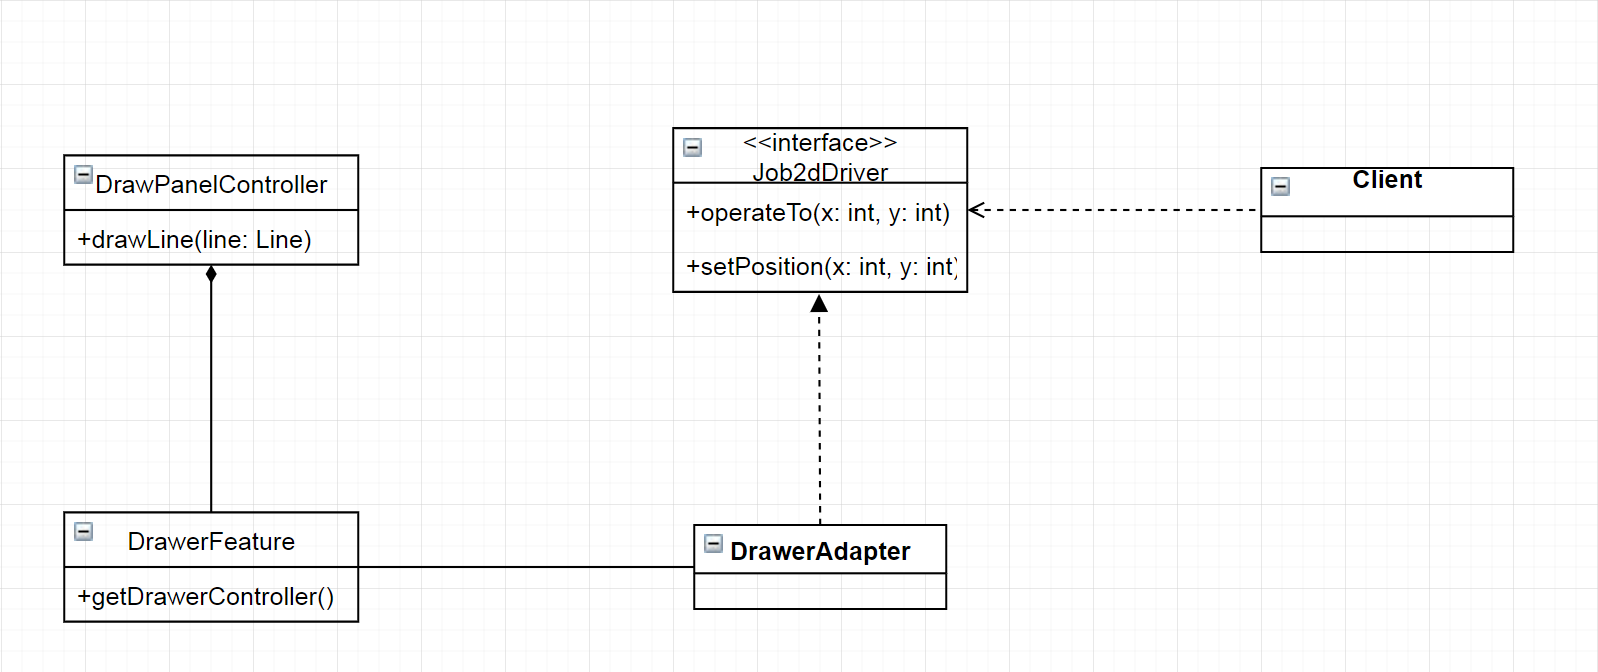 DrawPanelController
+drawLine(line: Line)
<<interface>>
Job2dDriver
+operateTo(x: int, y: int)
+setPosition(x: int, y: int)
Client
DrawerFeature
+getDrawerController()
DrawerAdapter